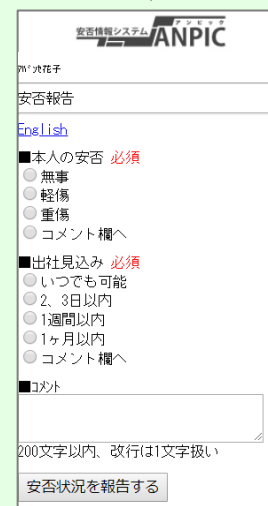 安否情報システム ANPIC
アンピック
ｱﾝﾋﾟｯｸ花子
安否報告
English
■本人の安否 必須
無事
軽傷
重傷
コメント欄へ
■出社見込み 必須
いつでも可能
2、3日以内
1週間以内
1ヶ月以内
コメント欄へ
■ｺﾒﾝﾄ
200文字以内、改行は1文字扱い
安否状況を報告する